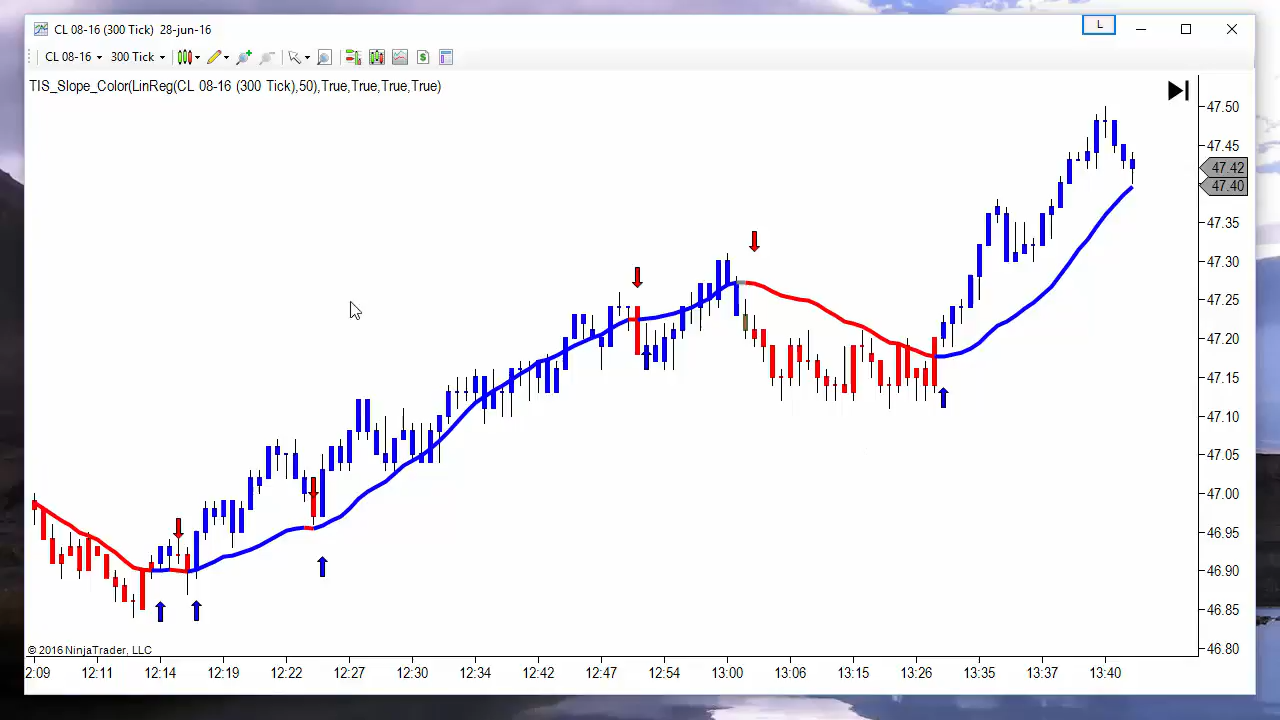 CL 08-16 (300 Tick) 28-jun-16
L
CL 08-16 300 Tick
TIS_Slope_Color(LinReg(CL 08-16 (300 Tick),50),True,True,True,True)
47.50
47.45
47.42
47.40
47.35
47.30
47.25
47.20
47.15
47.10
47.05
47.00
46.95
46.90
46.85
46.80
© 2016 NinjaTrader, LLC
2:09 12:11 12:14 12:19 12:22 12:27 12:30 12:34 12:42 12:47 12:54 13:00 13:06 13:15 13:26 13:35 13:37 13:40